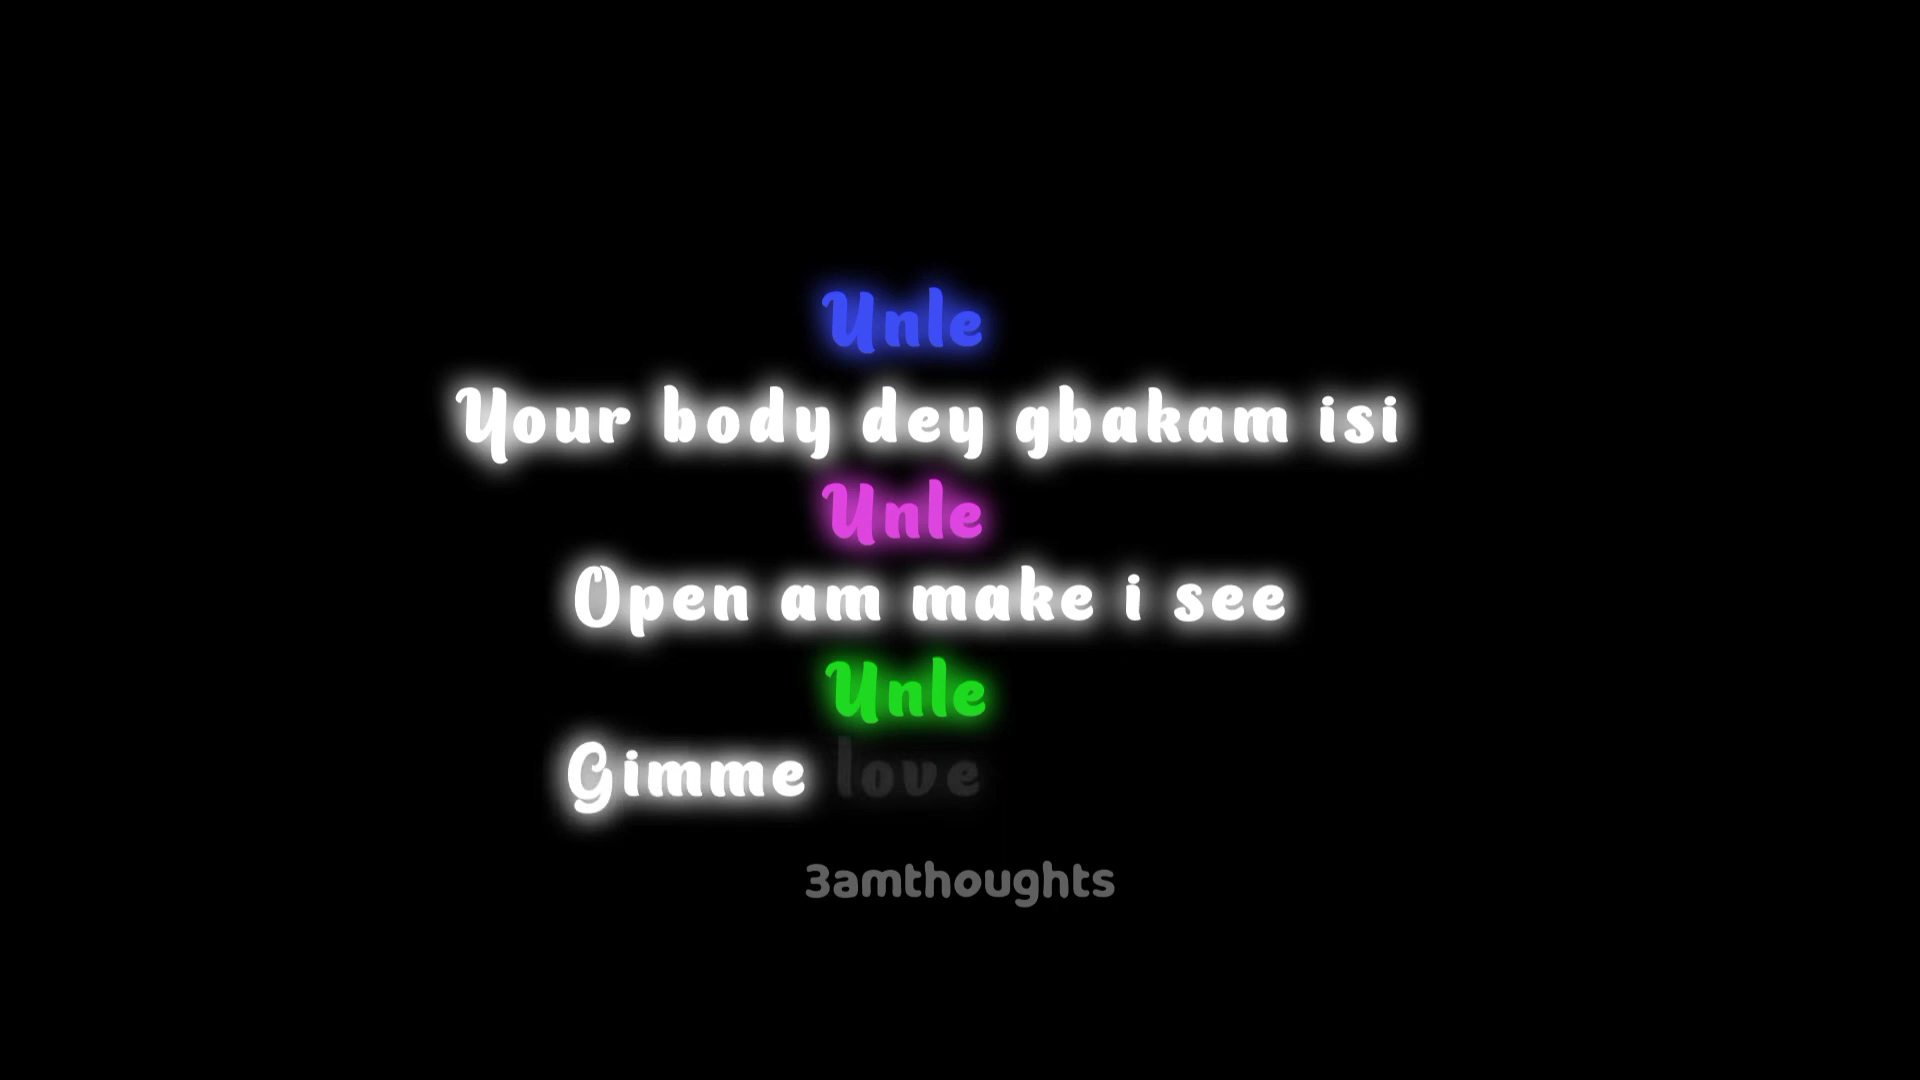 Unle
Your body dey gbakam isi
Unle
Open am make i see
Unle
Gimme love
3amthoughts